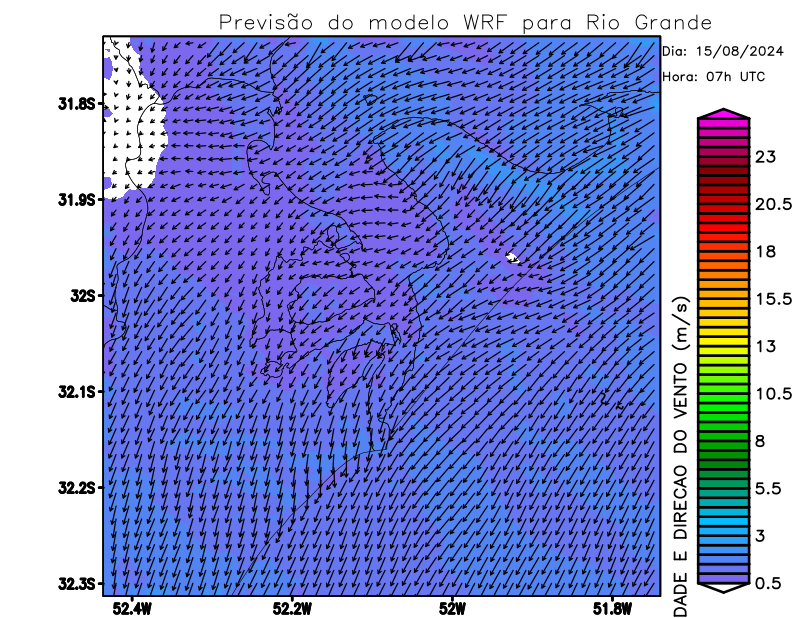 Previsão do modelo WRF para Rio Grande
Dia: 15/08/2024
Hora: 07h UTC
31.8S
31.9S
32S
32.1S
32.2S
32.3S
52.4W
52.2W
52W
51.8W
23
20.5
18
15.5
13
10.5
8
5.5
3
0.5
DADE E DIRECAO DO VENTO (m/s)